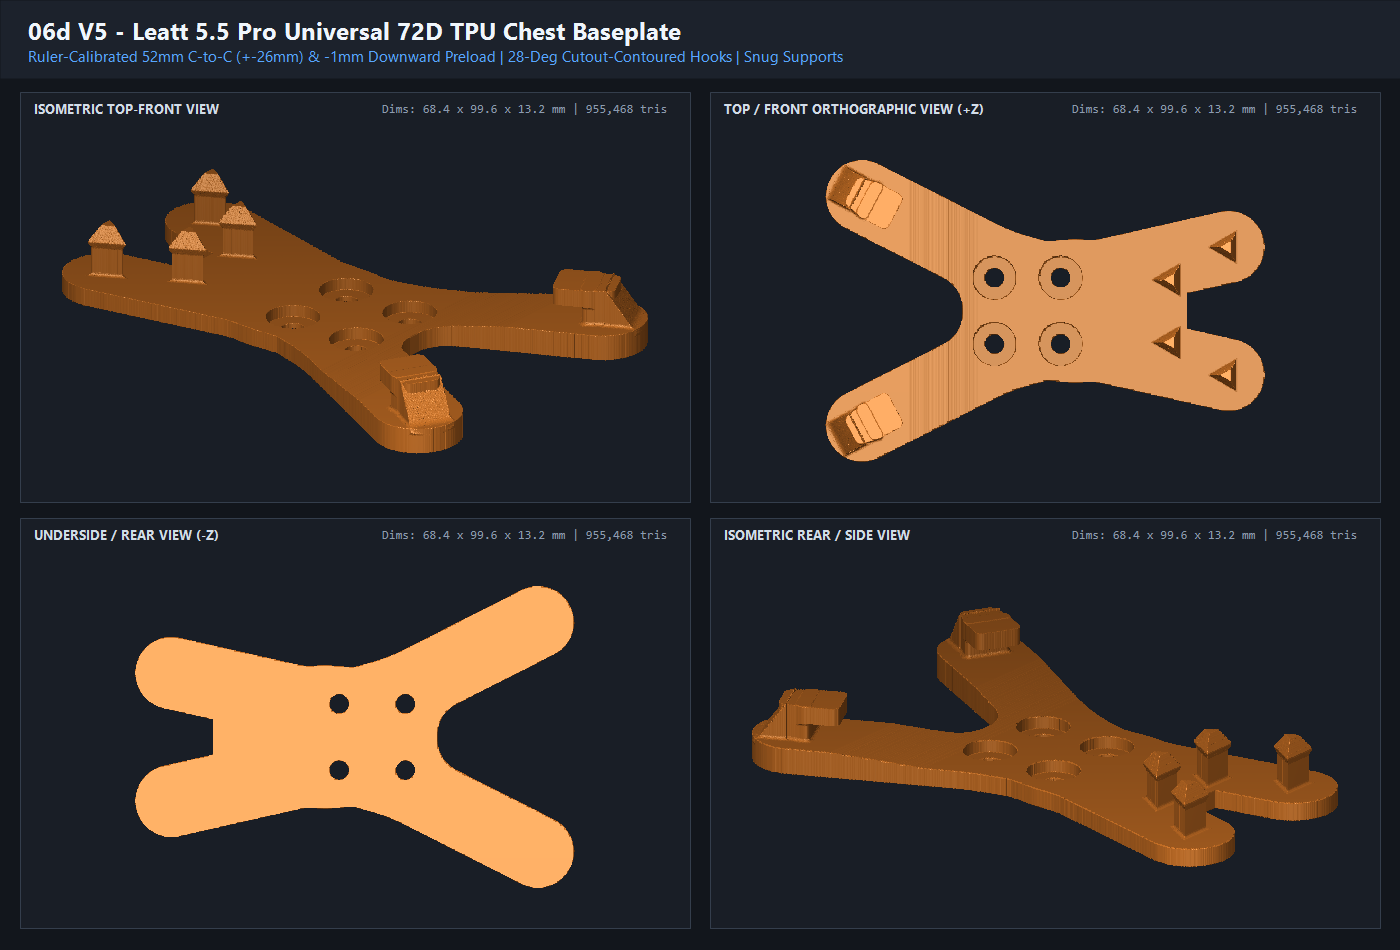 06d V5 - Leatt 5.5 Pro Universal 72D TPU Chest Baseplate
Ruler-Calibrated 52mm C-to-C (+-26mm) & -1mm Downward Preload | 28-Deg Cutout-Contoured Hooks | Snug Supports
ISOMETRIC TOP-FRONT VIEW Dims: 68.4 x 99.6 x 13.2 mm | 955,468 tris
TOP / FRONT ORTHOGRAPHIC VIEW (+Z) Dims: 68.4 x 99.6 x 13.2 mm | 955,468 tris
UNDERSIDE / REAR VIEW (-Z) Dims: 68.4 x 99.6 x 13.2 mm | 955,468 tris
ISOMETRIC REAR / SIDE VIEW Dims: 68.4 x 99.6 x 13.2 mm | 955,468 tris